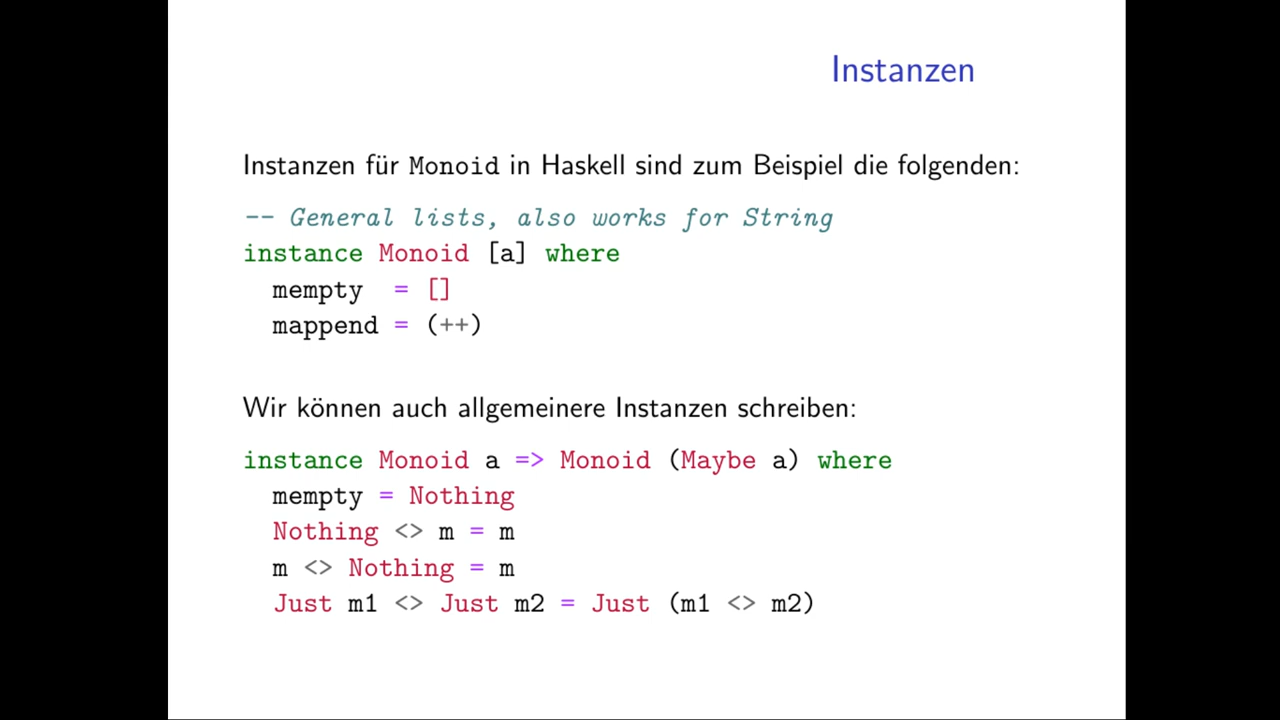 Instanzen
Instanzen für Monoid in Haskell sind zum Beispiel die folgenden:
-- General lists, also works for String
instance Monoid [a] where
  mempty  = []
  mappend = (++)
Wir können auch allgemeinere Instanzen schreiben:
instance Monoid a => Monoid (Maybe a) where
  mempty = Nothing
  Nothing <> m = m
  m <> Nothing = m
  Just m1 <> Just m2 = Just (m1 <> m2)